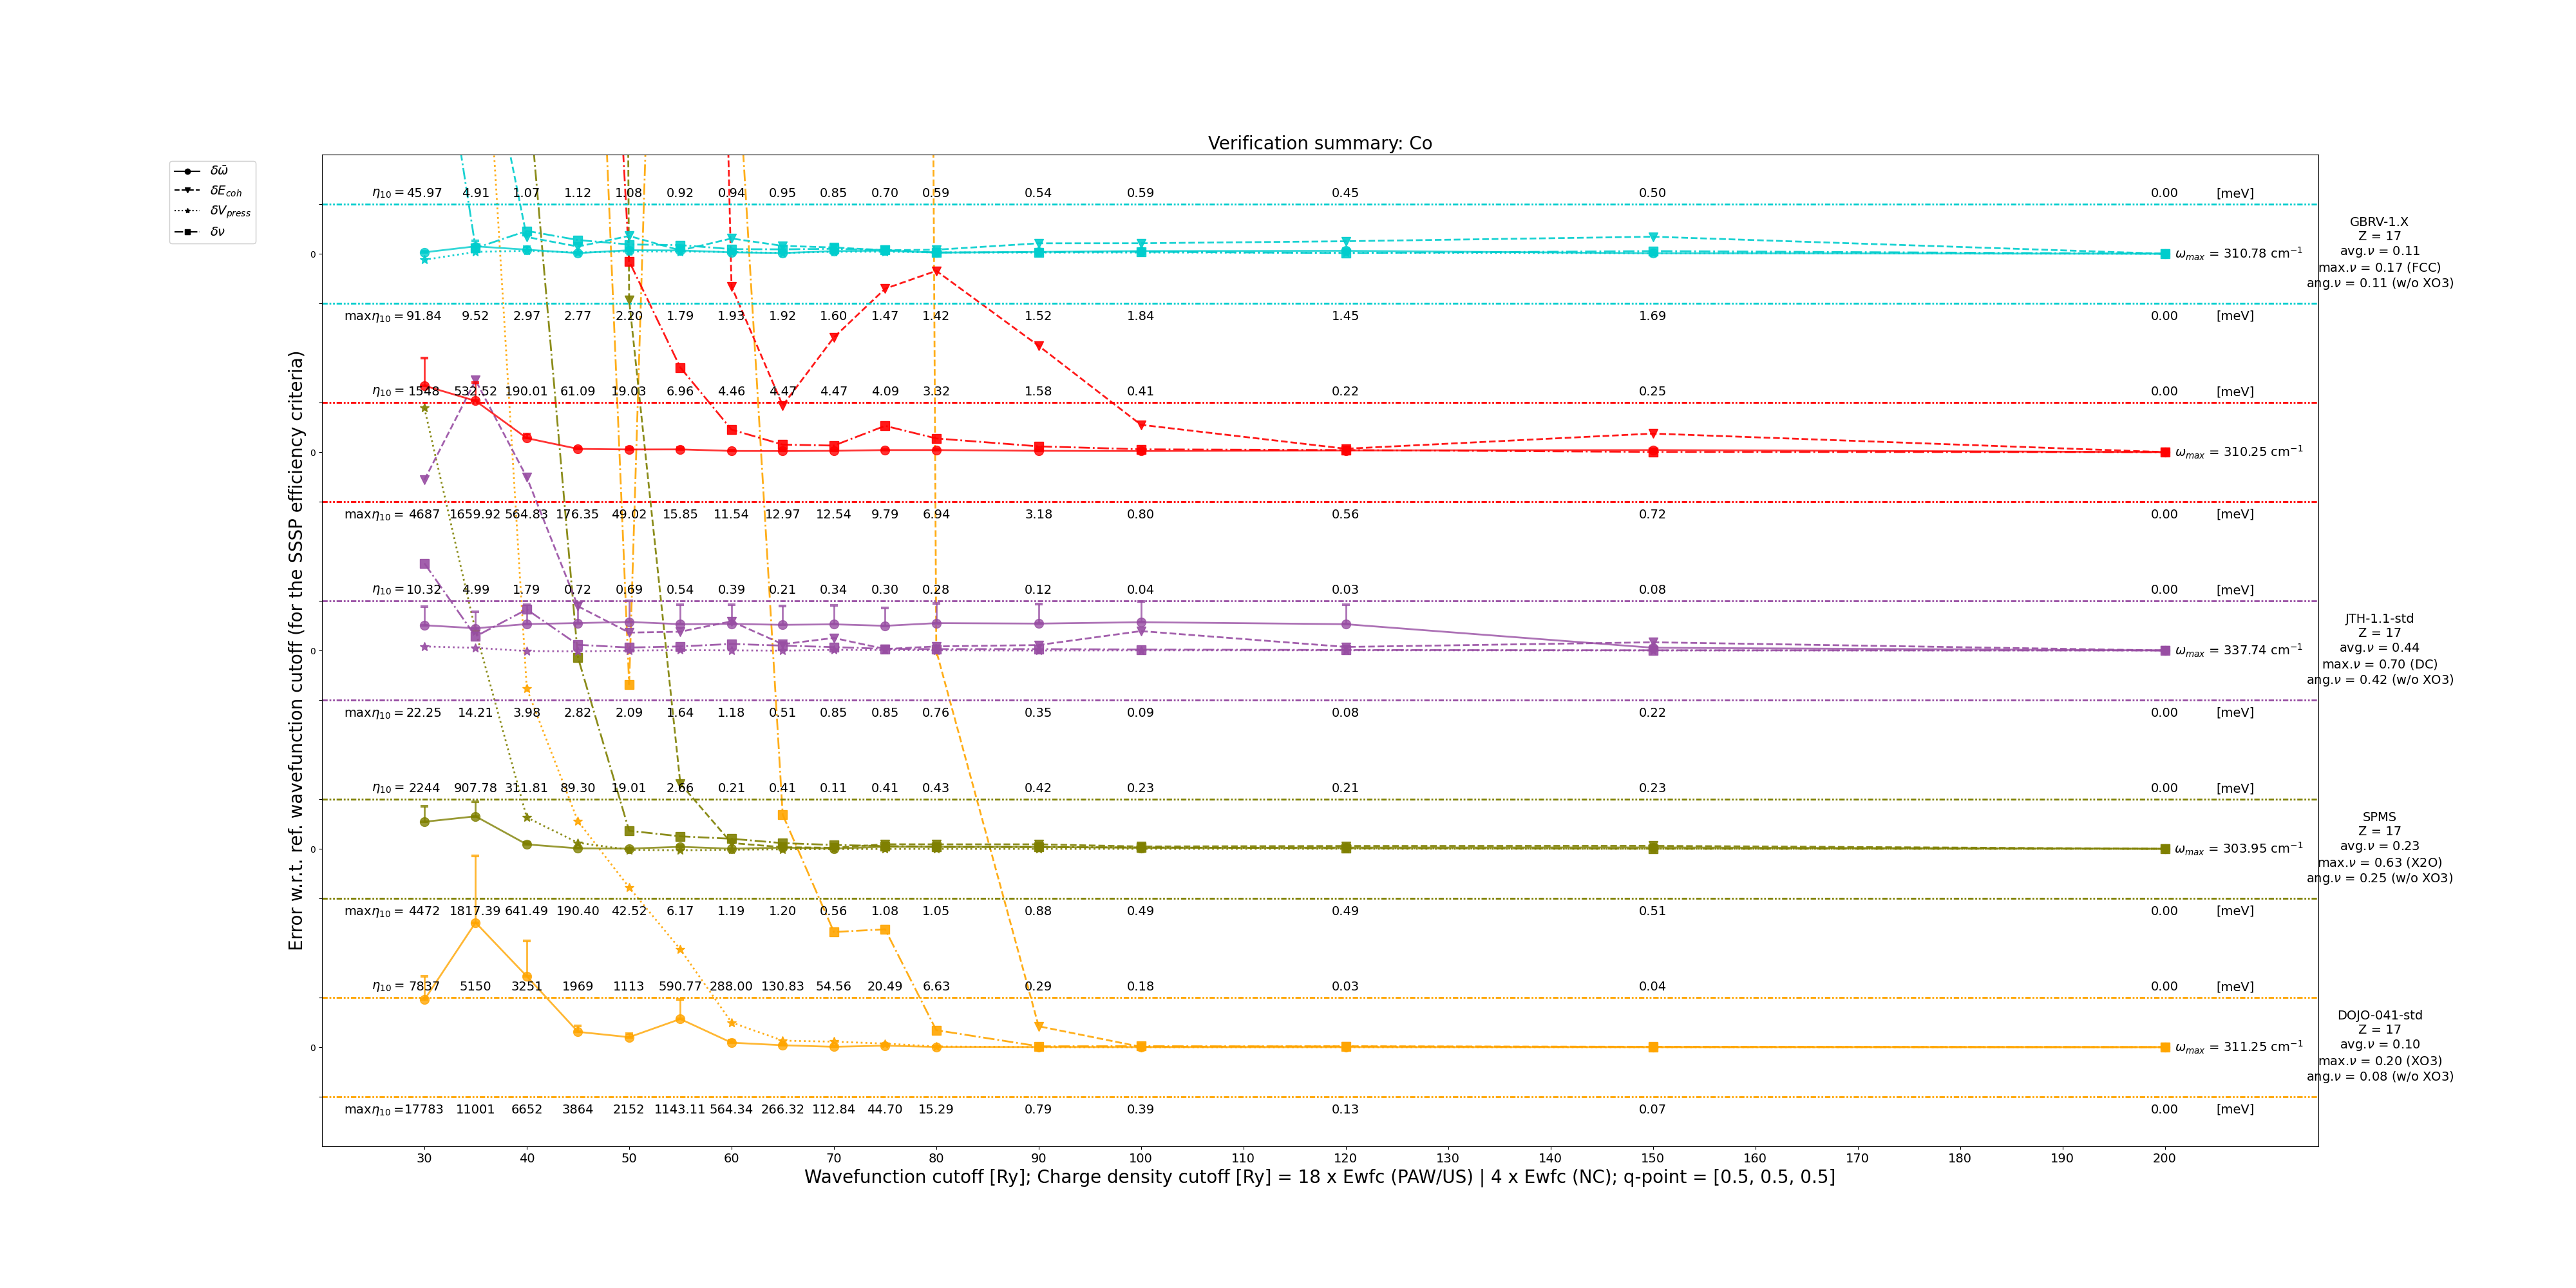 Verification summary: Co
δω̄
δE_coh
δV_press
δν
Error w.r.t. ref. wavefunction cutoff (for the SSSP efficiency criteria)
η₁₀ = 45.97 4.91 1.07 1.12 1.08 0.92 0.94 0.95 0.85 0.70 0.59 0.54 0.59 0.45 0.50 0.00 [meV]
0
ω_max = 310.78 cm⁻¹
maxη₁₀ = 91.84 9.52 2.97 2.77 2.20 1.79 1.93 1.92 1.60 1.47 1.42 1.52 1.84 1.45 1.69 0.00 [meV]
GBRV-1.X
Z = 17
avg.ν = 0.11
max.ν = 0.17 (FCC)
ang.ν = 0.11 (w/o XO3)
η₁₀ = 1548 532.52 190.01 61.09 19.03 6.96 4.46 4.47 4.47 4.09 3.32 1.58 0.41 0.22 0.25 0.00 [meV]
0
ω_max = 310.25 cm⁻¹
maxη₁₀ = 4687 1659.92 564.83 176.35 49.02 15.85 11.54 12.97 12.54 9.79 6.94 3.18 0.80 0.56 0.72 0.00 [meV]
η₁₀ = 10.32 4.99 1.79 0.72 0.69 0.54 0.39 0.21 0.34 0.30 0.28 0.12 0.04 0.03 0.08 0.00 [meV]
0
ω_max = 337.74 cm⁻¹
maxη₁₀ = 22.25 14.21 3.98 2.82 2.09 1.64 1.18 0.51 0.85 0.85 0.76 0.35 0.09 0.08 0.22 0.00 [meV]
JTH-1.1-std
Z = 17
avg.ν = 0.44
max.ν = 0.70 (DC)
ang.ν = 0.42 (w/o XO3)
η₁₀ = 2244 907.78 311.81 89.30 19.01 2.66 0.21 0.41 0.11 0.41 0.43 0.42 0.23 0.21 0.23 0.00 [meV]
0
ω_max = 303.95 cm⁻¹
maxη₁₀ = 4472 1817.39 641.49 190.40 42.52 6.17 1.19 1.20 0.56 1.08 1.05 0.88 0.49 0.49 0.51 0.00 [meV]
SPMS
Z = 17
avg.ν = 0.23
max.ν = 0.63 (X2O)
ang.ν = 0.25 (w/o XO3)
η₁₀ = 7837 5150 3251 1969 1113 590.77 288.00 130.83 54.56 20.49 6.63 0.29 0.18 0.03 0.04 0.00 [meV]
0
ω_max = 311.25 cm⁻¹
maxη₁₀ = 17783 11001 6652 3864 2152 1143.11 564.34 266.32 112.84 44.70 15.29 0.79 0.39 0.13 0.07 0.00 [meV]
DOJO-041-std
Z = 17
avg.ν = 0.10
max.ν = 0.20 (XO3)
ang.ν = 0.08 (w/o XO3)
30 40 50 60 70 80 90 100 110 120 130 140 150 160 170 180 190 200
Wavefunction cutoff [Ry]; Charge density cutoff [Ry] = 18 x Ewfc (PAW/US) | 4 x Ewfc (NC); q-point = [0.5, 0.5, 0.5]